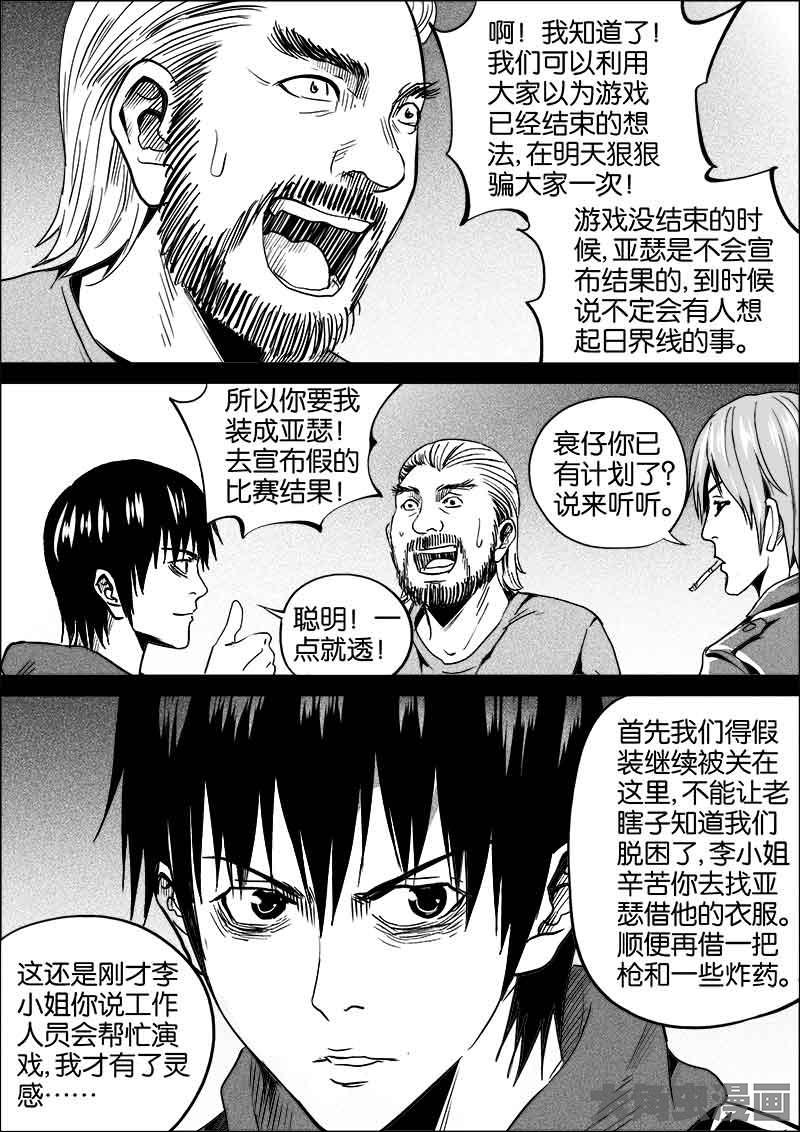 啊！我知道了！
我们可以利用
大家以为游戏
已经结束的想
法,在明天狠狠
骗大家一次！
游戏没结束的时
候,亚瑟是不会宣
布结果的,到时候
说不定会有人想
起日界线的事。
所以你要我
装成亚瑟！
去宣布假的
比赛结果！
衰仔你已
有计划了？
说来听听。
聪明！一
点就透！
首先我们得假
装继续被关在
这里,不能让老
瞎子知道我们
脱困了,李小姐
辛苦你去找亚
瑟借他的衣服。
顺便再借一把
枪和一些炸药。
这还是刚才李
小姐你说工作
人员会帮忙演
戏,我才有了灵
感……
大角虫漫画